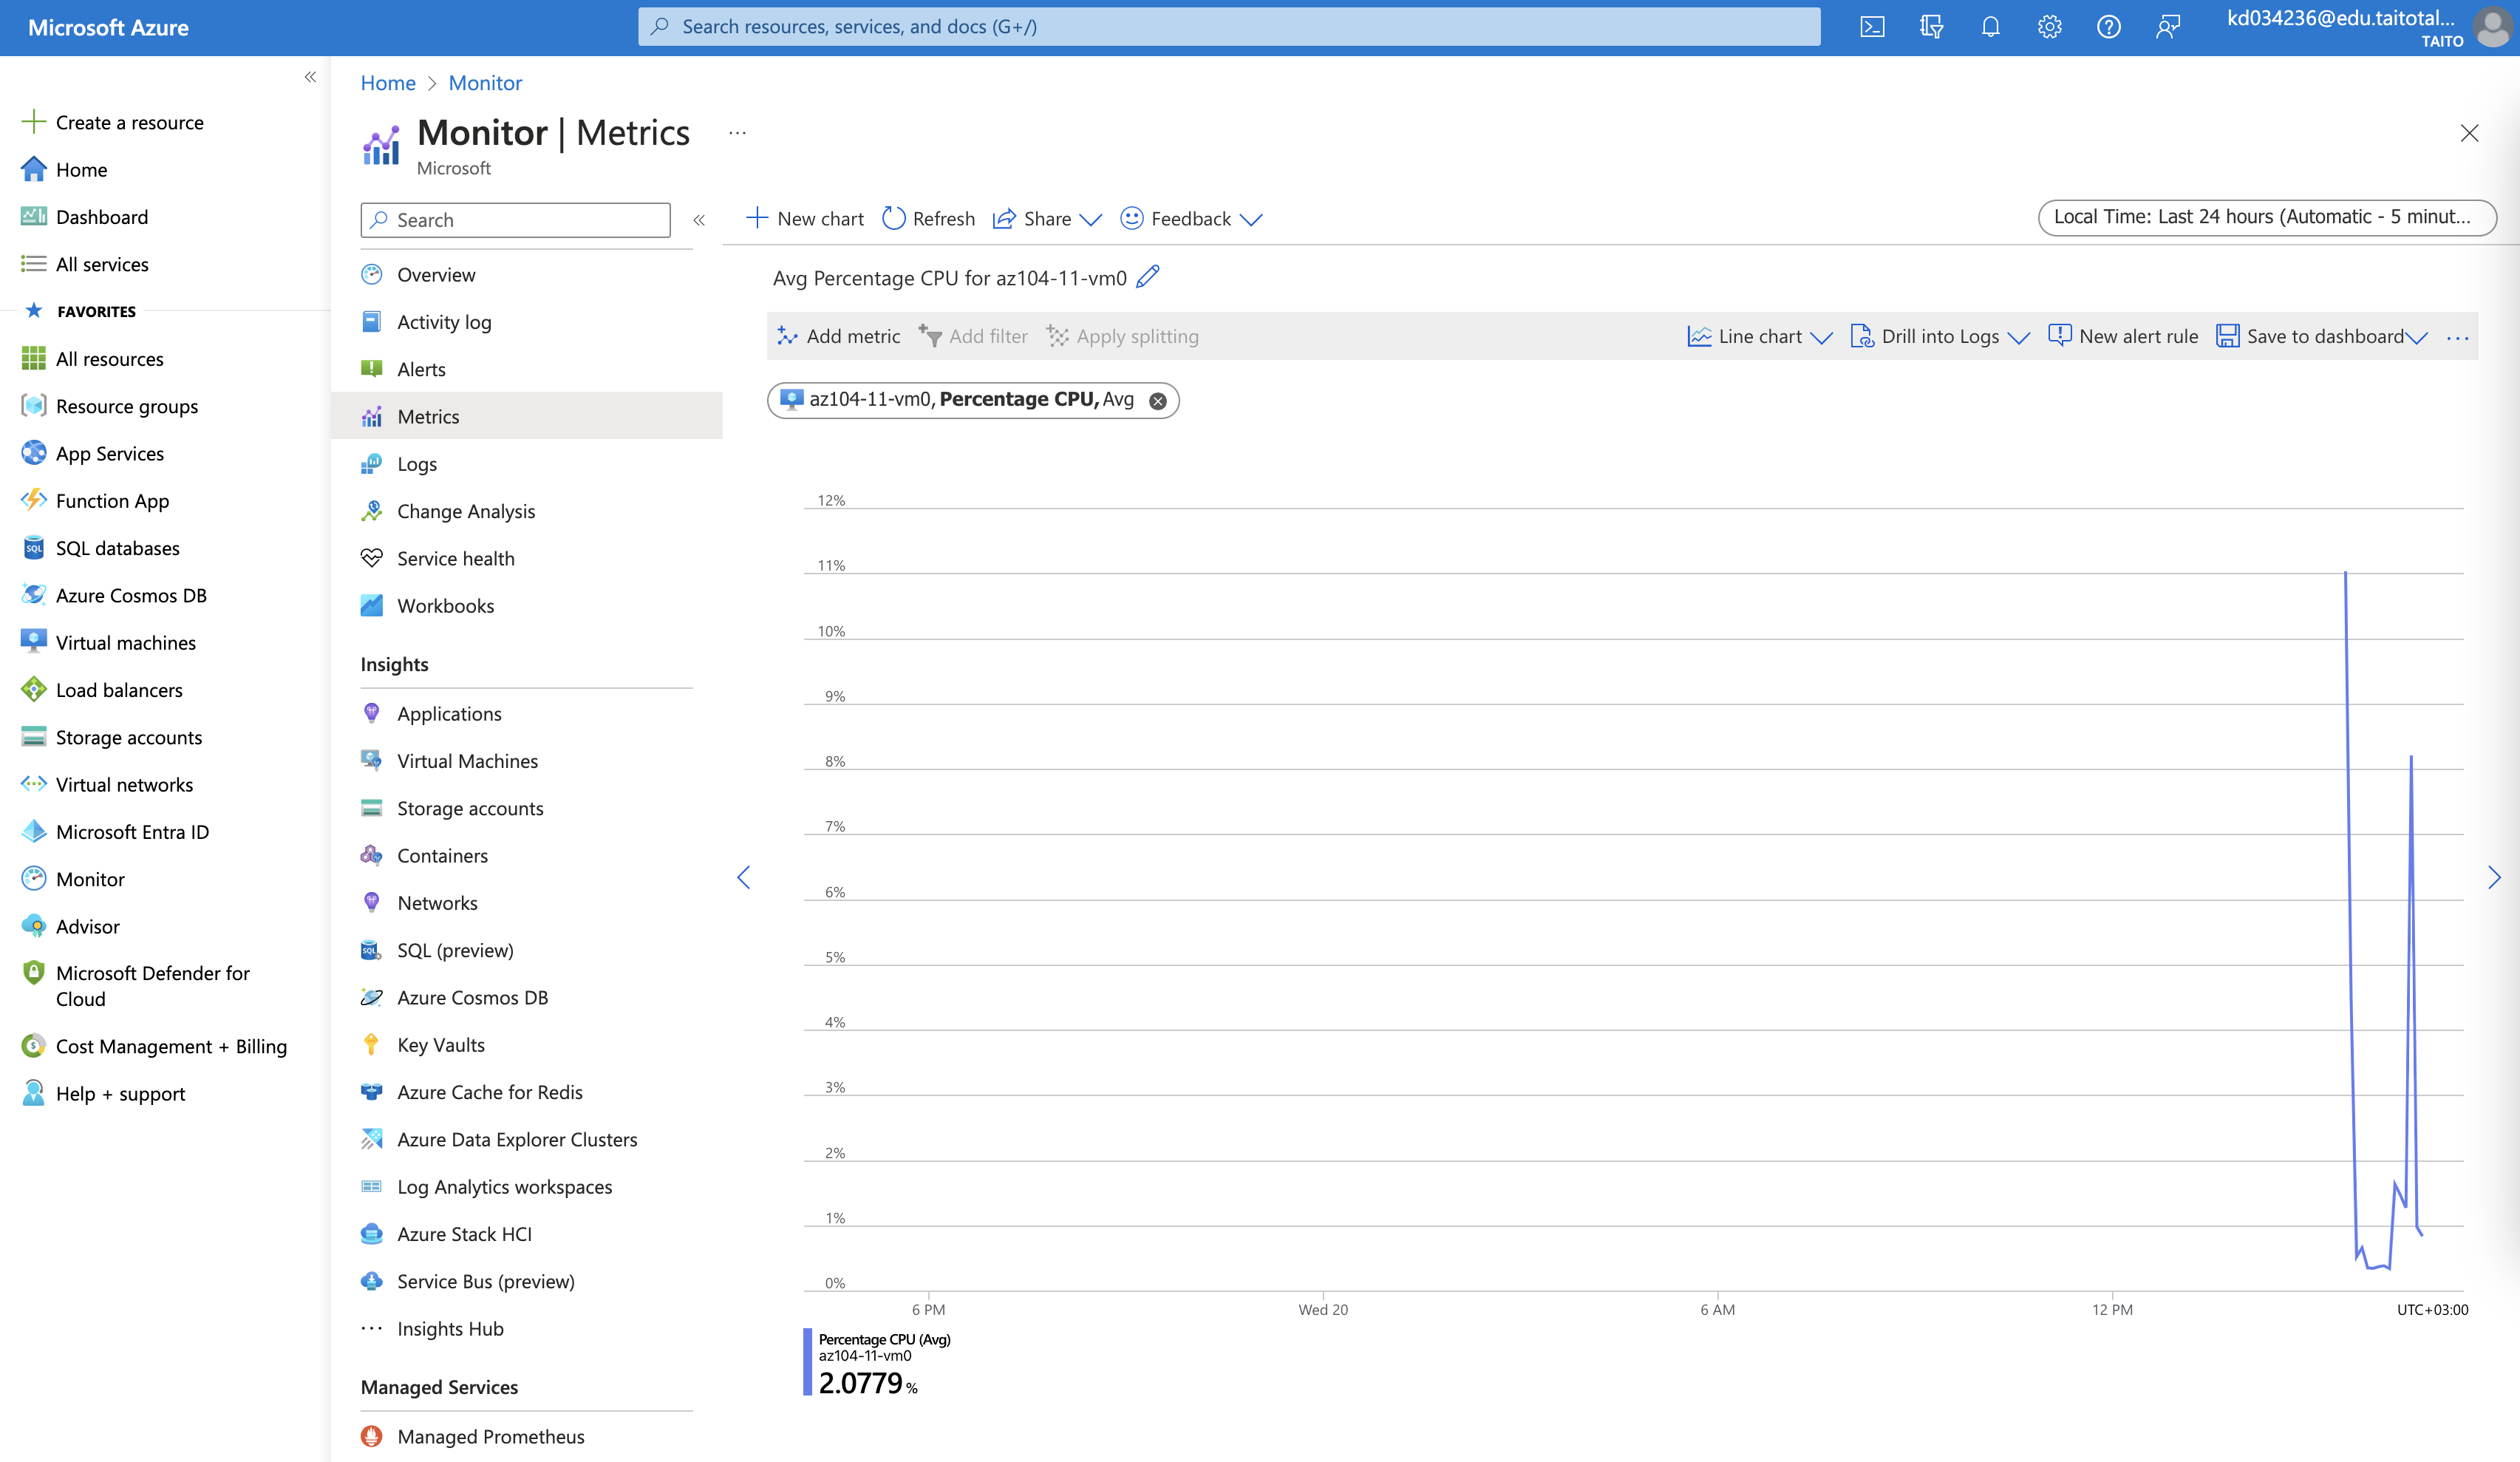 Microsoft Azure
Search resources, services, and docs (G+/)
kd034236@edu.taitotal...
TAITO
Create a resource
Home
Dashboard
All services
FAVORITES
All resources
Resource groups
App Services
Function App
SQL databases
Azure Cosmos DB
Virtual machines
Load balancers
Storage accounts
Virtual networks
Microsoft Entra ID
Monitor
Advisor
Microsoft Defender for
Cloud
Cost Management + Billing
Help + support
Home > Monitor
Monitor | Metrics ...
Microsoft
Search
Overview
Activity log
Alerts
Metrics
Logs
Change Analysis
Service health
Workbooks
Insights
Applications
Virtual Machines
Storage accounts
Containers
Networks
SQL (preview)
Azure Cosmos DB
Key Vaults
Azure Cache for Redis
Azure Data Explorer Clusters
Log Analytics workspaces
Azure Stack HCI
Service Bus (preview)
Insights Hub
Managed Services
Managed Prometheus
New chart Refresh Share Feedback
Local Time: Last 24 hours (Automatic - 5 minut...
Avg Percentage CPU for az104-11-vm0
Add metric Add filter Apply splitting Line chart Drill into Logs New alert rule Save to dashboard ...
az104-11-vm0, Percentage CPU, Avg
12%
11%
10%
9%
8%
7%
6%
5%
4%
3%
2%
1%
0%
6 PM Wed 20 6 AM 12 PM UTC+03:00
Percentage CPU (Avg)
az104-11-vm0
2.0779 %